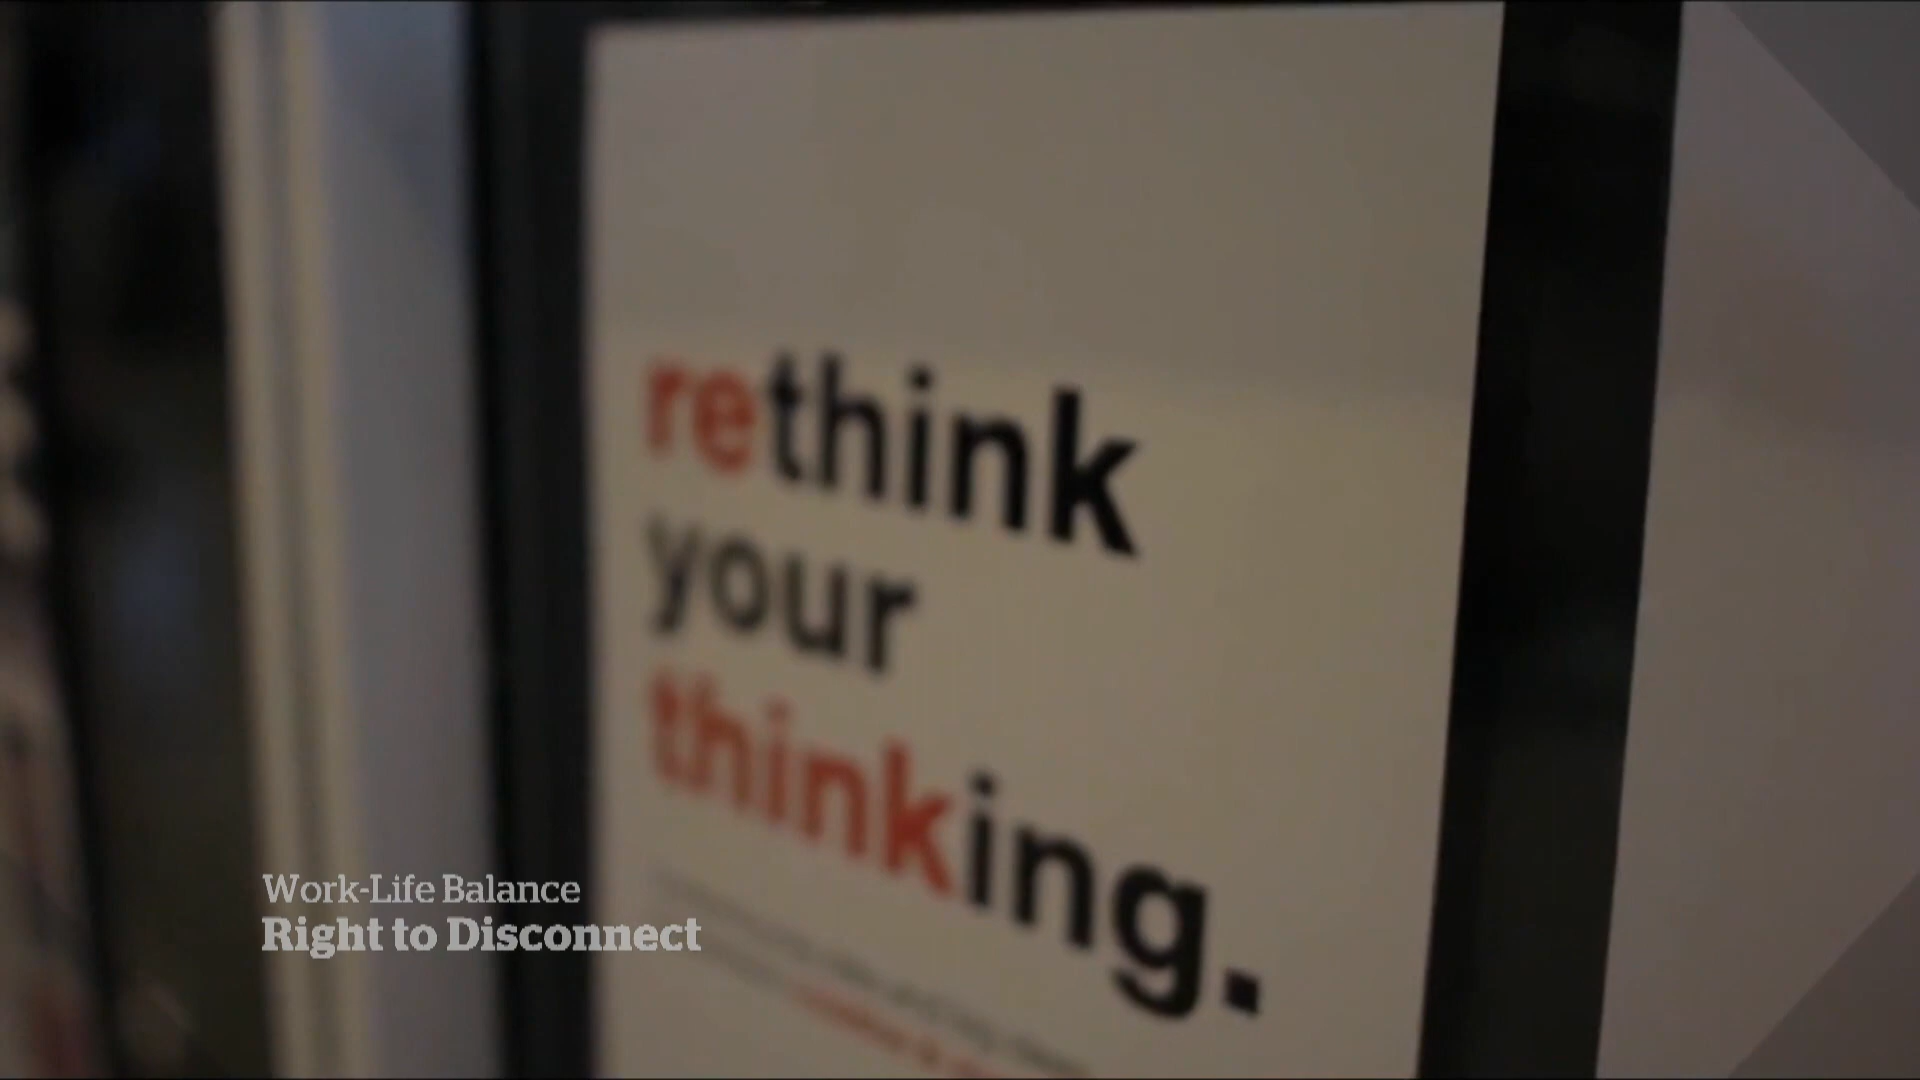 rethink
your
thinking.
Work-Life Balance
Right to Disconnect